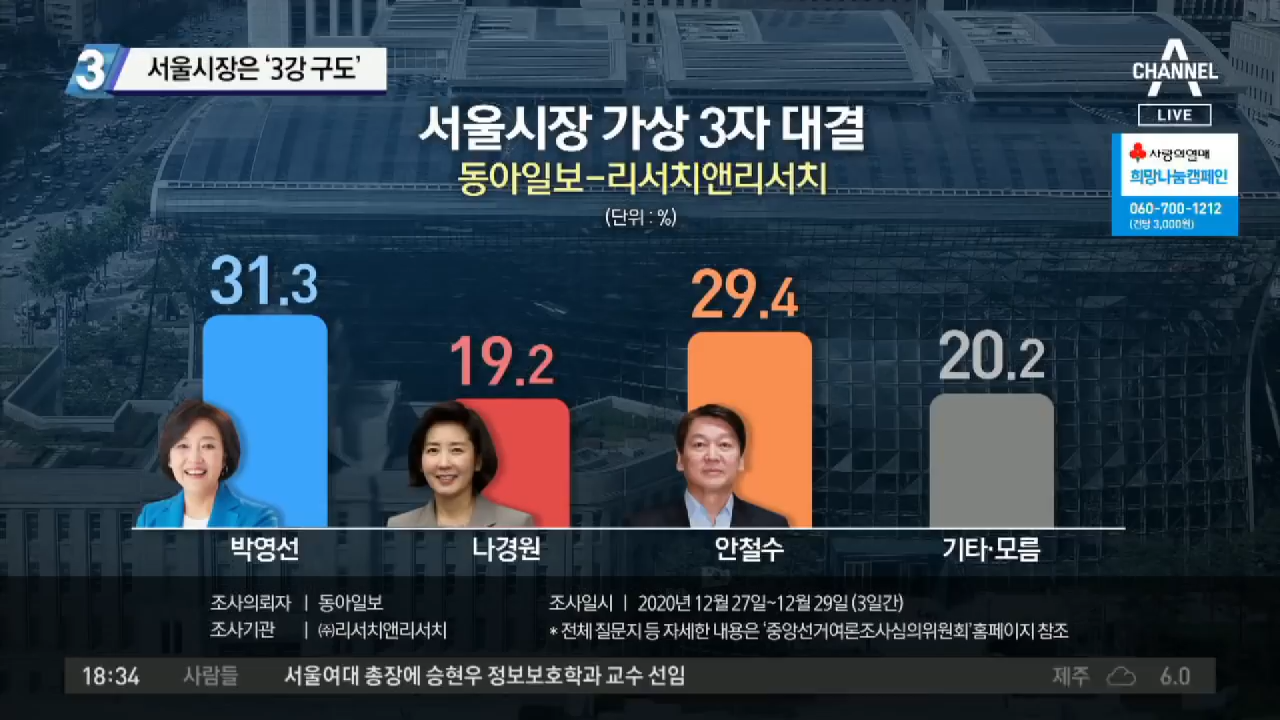 3 서울시장은 '3강 구도'
CHANNEL A
LIVE
서울시장 가상 3자 대결
동아일보-리서치앤리서치
(단위 : %)
사랑의열매
희망나눔캠페인
060-700-1212
(건당 3,000원)
31.3
19.2
29.4
20.2
박영선
나경원
안철수
기타·모름
조사의뢰자 | 동아일보
조사일시 | 2020년 12월 27일~12월 29일 (3일간)
조사기관 | ㈜리서치앤리서치
* 전체 질문지 등 자세한 내용은 '중앙선거여론조사심의위원회'홈페이지 참조
18:34 사람들 서울여대 총장에 승현우 정보보호학과 교수 선임
제주 6.0